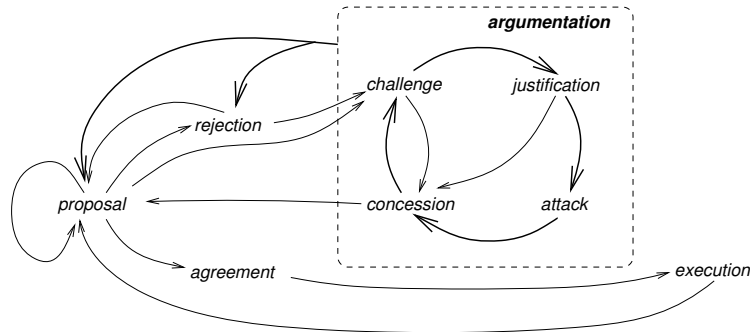 argumentation
challenge
justification
rejection
proposal
concession
attack
agreement
execution